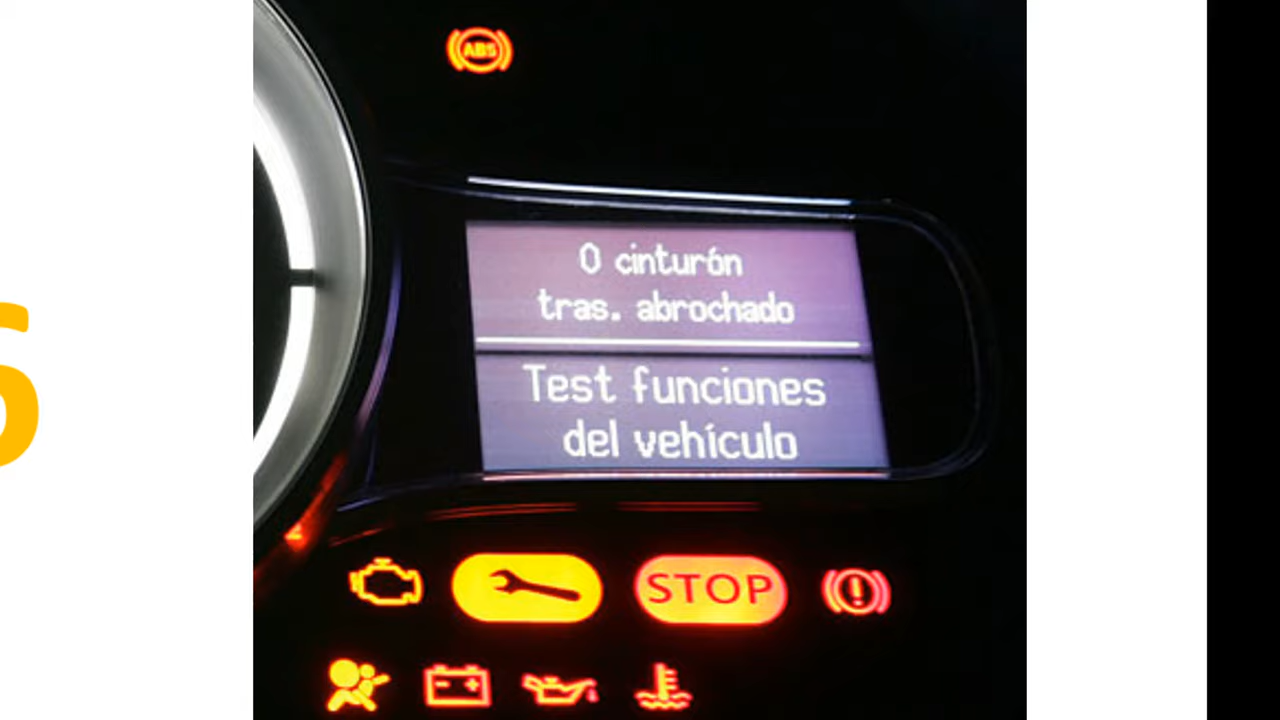 ABS
0 cinturón
tras. abrochado
Test funciones
del vehículo
STOP